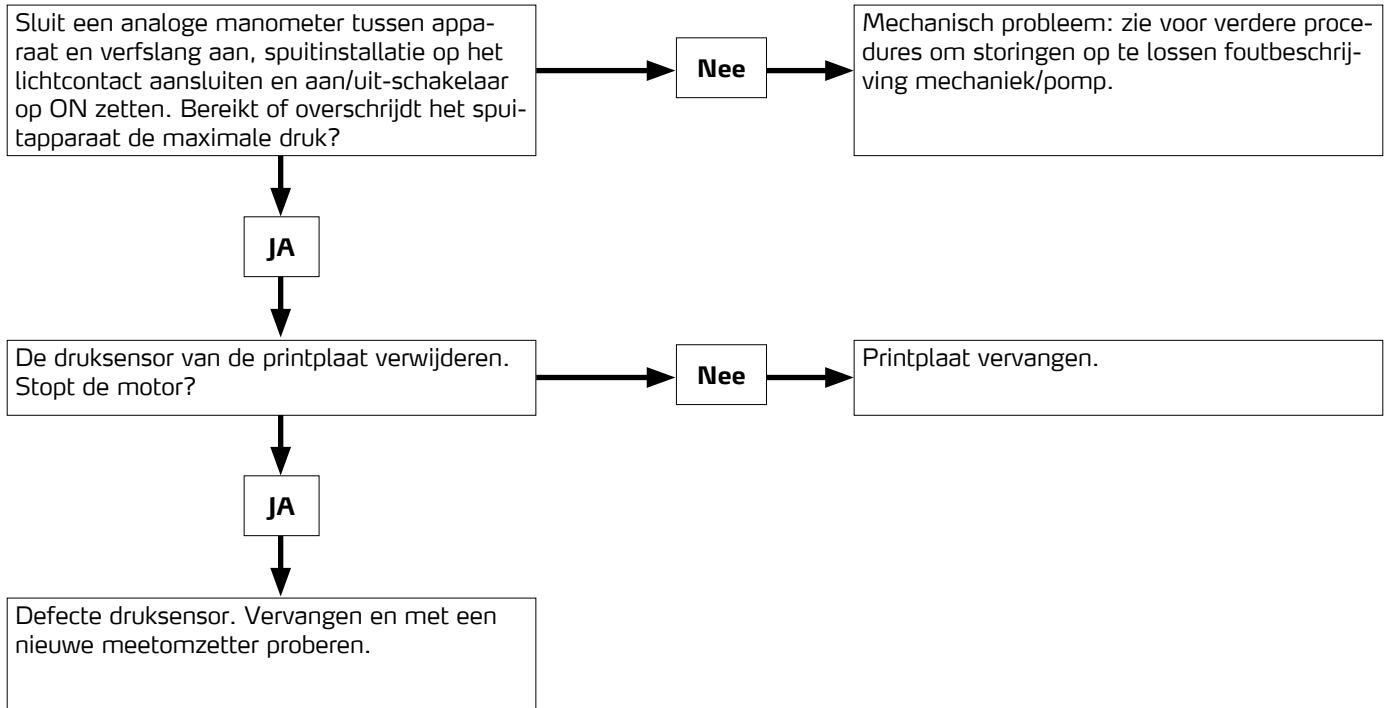 Sluit een analoge manometer tussen appa-
raat en verfslang aan, spuitinstallatie op het
lichtcontact aansluiten en aan/uit-schakelaar
op ON zetten. Bereikt of overschrijdt het spui-
tapparaat de maximale druk?
Nee
Mechanisch probleem: zie voor verdere proce-
dures om storingen op te lossen foutbeschrij-
ving mechaniek/pomp.
JA
De druksensor van de printplaat verwijderen.
Stopt de motor?
Nee
Printplaat vervangen.
JA
Defecte druksensor. Vervangen en met een
nieuwe meetomzetter proberen.